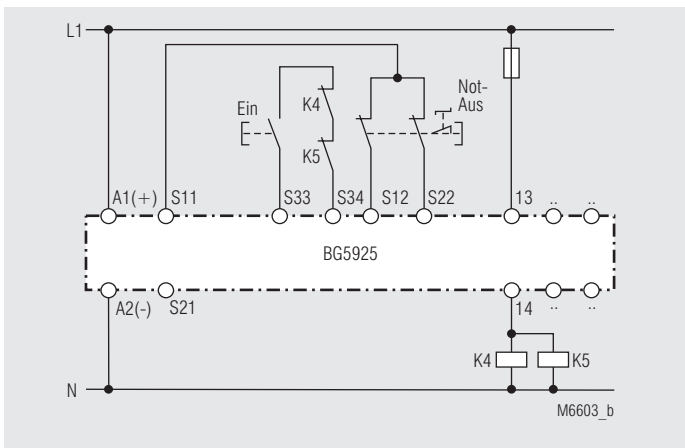 L1
Not-
Aus
Ein
K4
K5
A1(+) S11 S33 S34 S12 S22 13 .. ..
BG5925
A2(-) S21 14 .. ..
K4 K5
N
M6603_b